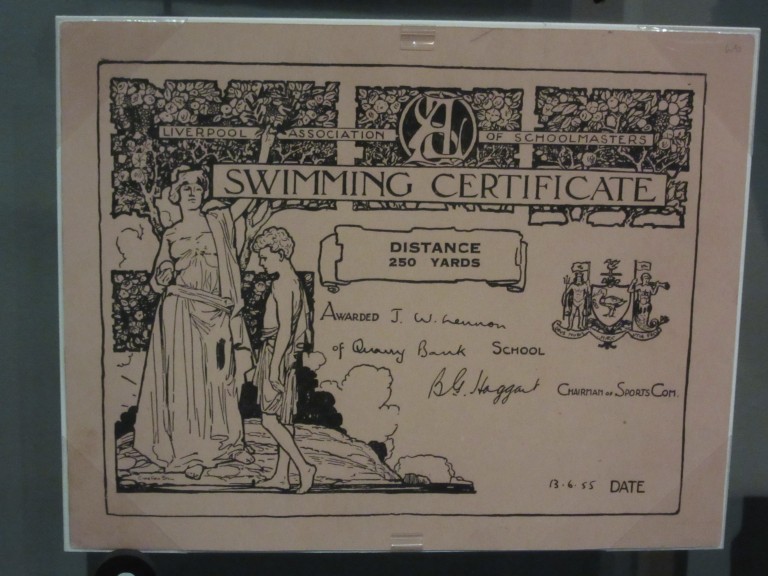 LIVERPOOL ASSOCIATION OF SCHOOLMASTERS
SWIMMING CERTIFICATE
DISTANCE
250 YARDS
AWARDED J. W. Lennon
of Quarry Bank SCHOOL
B G. Haggart CHAIRMAN OF SPORTS COM.
13.6.55 DATE